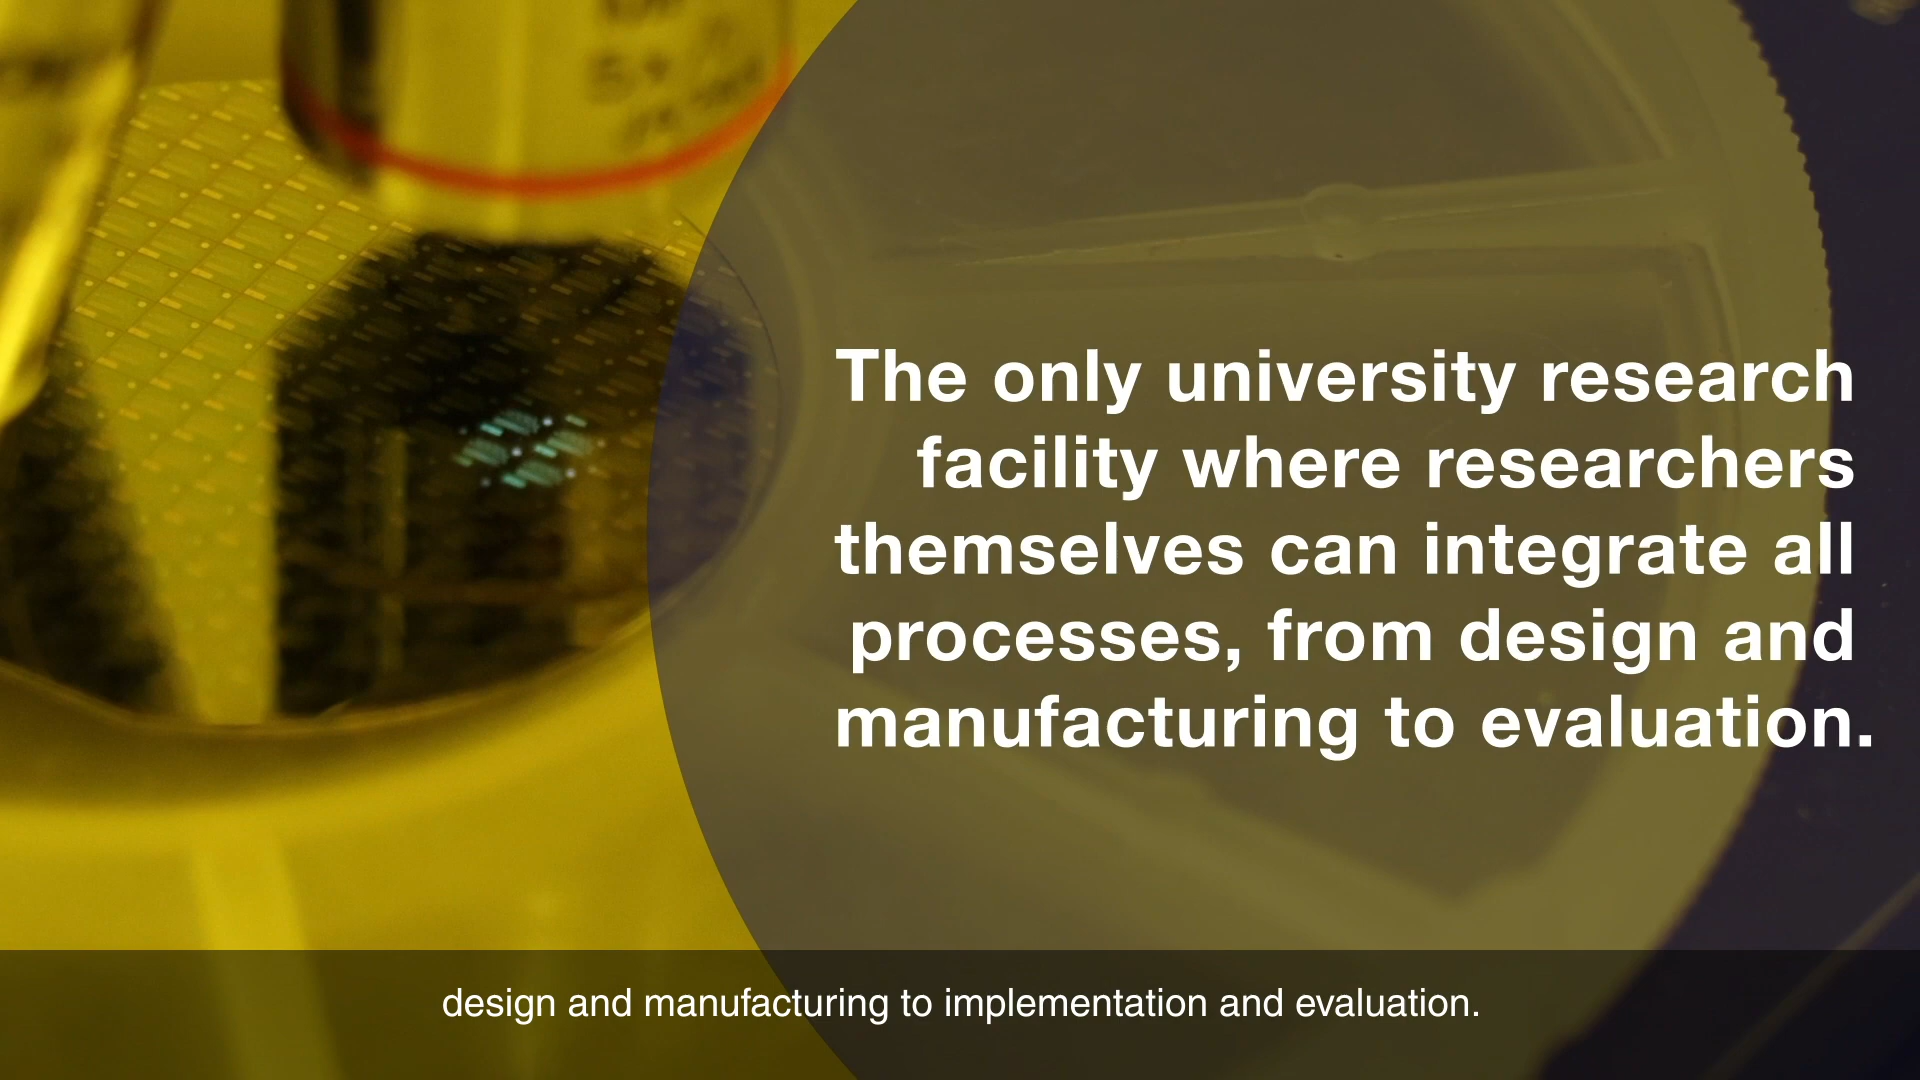 The only university research
facility where researchers
themselves can integrate all
processes, from design and
manufacturing to evaluation.
design and manufacturing to implementation and evaluation.